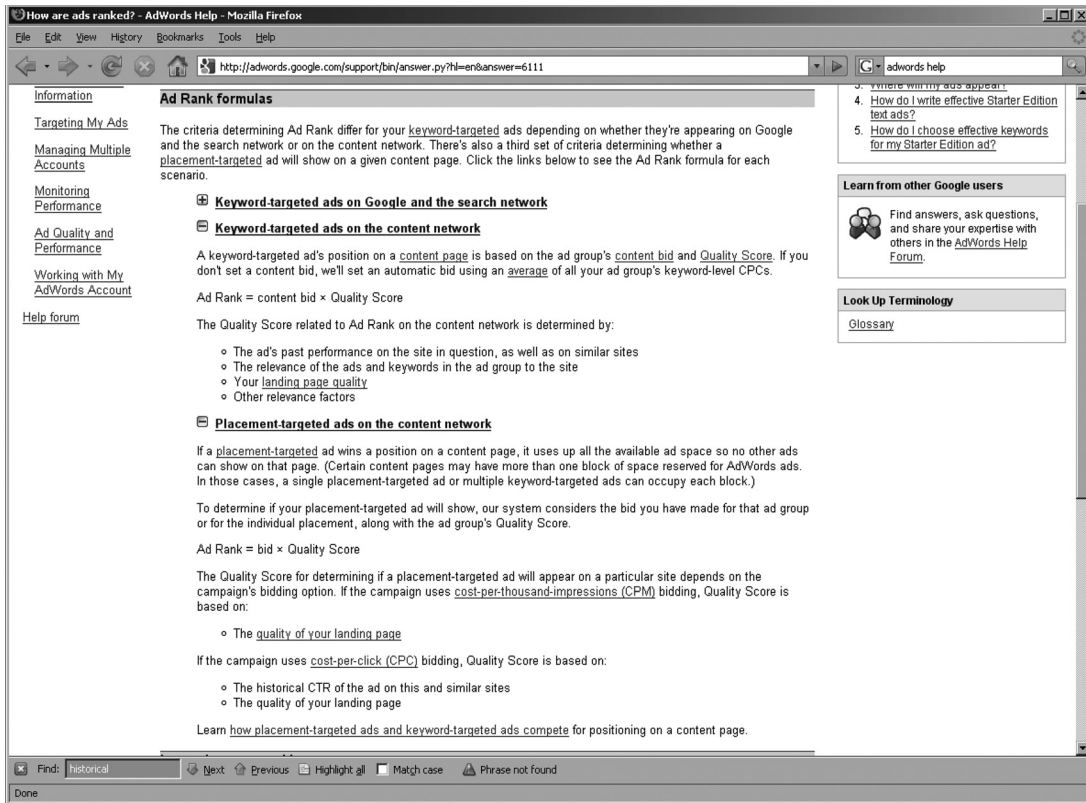 How are ads ranked? - AdWords Help - Mozilla Firefox
File Edit View History Bookmarks Tools Help
http://adwords.google.com/support/bin/answer.py?hl=en&answer=6111
G adwords help
Information
Targeting My Ads
Managing Multiple
Accounts
Monitoring
Performance
Ad Quality and
Performance
Working with My
AdWords Account
Help forum
Ad Rank formulas
The criteria determining Ad Rank differ for your keyword-targeted ads depending on whether they're appearing on Google
and the search network or on the content network. There's also a third set of criteria determining whether a
placement-targeted ad will show on a given content page. Click the links below to see the Ad Rank formula for each
scenario.
Keyword-targeted ads on Google and the search network
Keyword-targeted ads on the content network
A keyword-targeted ad's position on a content page is based on the ad group's content bid and Quality Score. If you
don't set a content bid, we'll set an automatic bid using an average of all your ad group's keyword-level CPCs.
Ad Rank = content bid × Quality Score
The Quality Score related to Ad Rank on the content network is determined by:
The ad's past performance on the site in question, as well as on similar sites
The relevance of the ads and keywords in the ad group to the site
Your landing page quality
Other relevance factors
Placement-targeted ads on the content network
If a placement-targeted ad wins a position on a content page, it uses up all the available ad space so no other ads
can show on that page. (Certain content pages may have more than one block of space reserved for AdWords ads.
In those cases, a single placement-targeted ad or multiple keyword-targeted ads can occupy each block.)
To determine if your placement-targeted ad will show, our system considers the bid you have made for that ad group
or for the individual placement, along with the ad group's Quality Score.
Ad Rank = bid × Quality Score
The Quality Score for determining if a placement-targeted ad will appear on a particular site depends on the
campaign's bidding option. If the campaign uses cost-per-thousand-impressions (CPM) bidding, Quality Score is
based on:
The quality of your landing page
If the campaign uses cost-per-click (CPC) bidding, Quality Score is based on:
The historical CTR of the ad on this and similar sites
The quality of your landing page
Learn how placement-targeted ads and keyword-targeted ads compete for positioning on a content page.
3. Where will my ads appear?
4. How do I write effective Starter Edition
text ads?
5. How do I choose effective keywords
for my Starter Edition ad?
Learn from other Google users
Find answers, ask questions,
and share your expertise with
others in the AdWords Help
Forum.
Look Up Terminology
Glossary
Find: historical Next Previous Highlight all Match case Phrase not found
Done